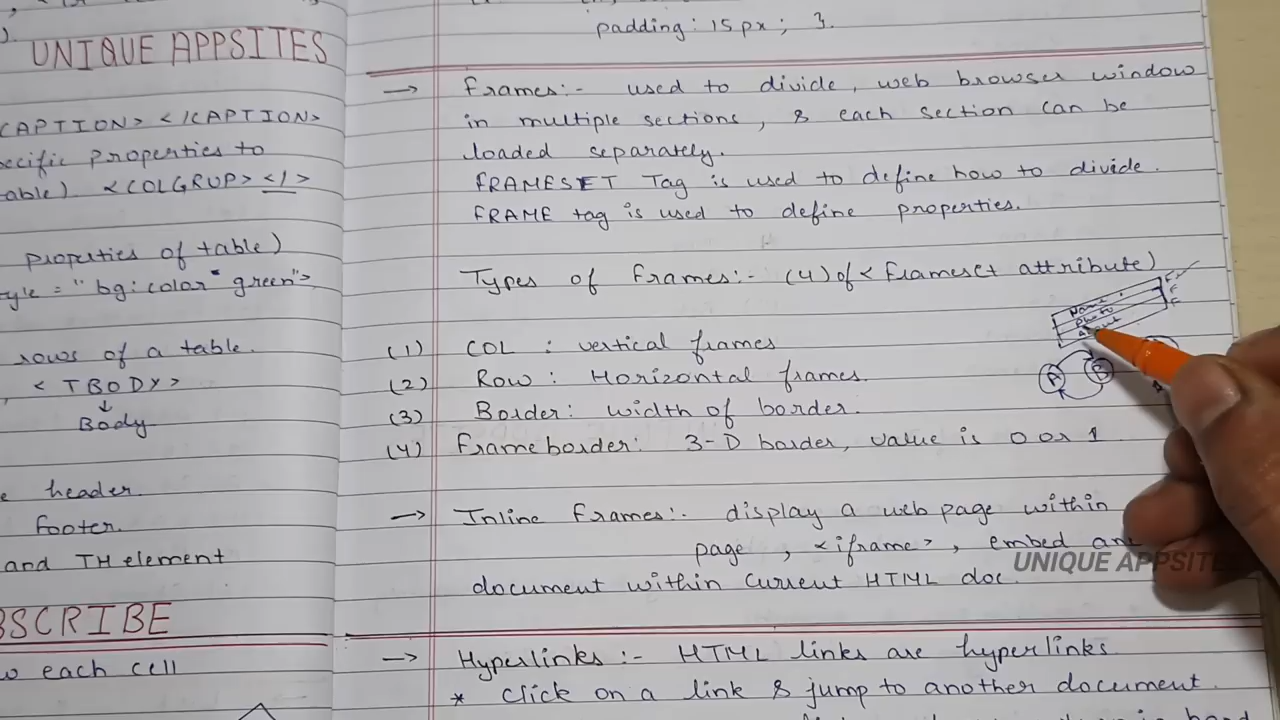 ).
UNIQUE APPSITES
CAPTION> </CAPTION>
ecific properties to
able) <COLGRUP> </>
properties of table)
yle = "bg:color" green">
rows of a table.
< TBODY>
↓
Body
e header.
footer.
and TH element
BSCRIBE
to each cell
padding: 15px; }.
→ Frames:- used to divide, web browser window
in multiple sections, & each section can be
loaded separately.
FRAMESET Tag is used to define how to divide.
FRAME tag is used to define properties.
Types of Frames:- (4) of < Frameset attribute)
(1) COL : vertical frames
(2) Row : Horizontal frames.
(3) Border: width of border.
(4) Frameborder: 3-D border, value is 0 or 1
Name
Photo
A B
→ Inline Frames:- display a web page within
page, <iframe>, embed an
document within current HTML doc.
UNIQUE APPSITE
→ Hyperlinks :- HTML links are hyperlinks
* click on a link & jump to another document.